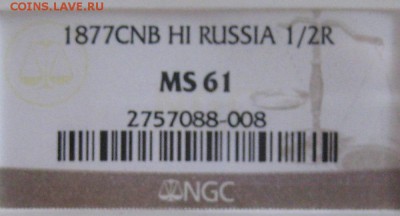 COINS.LAVE.RU
1877CNB HI RUSSIA 1/2R
MS 61
2757088-008
NGC